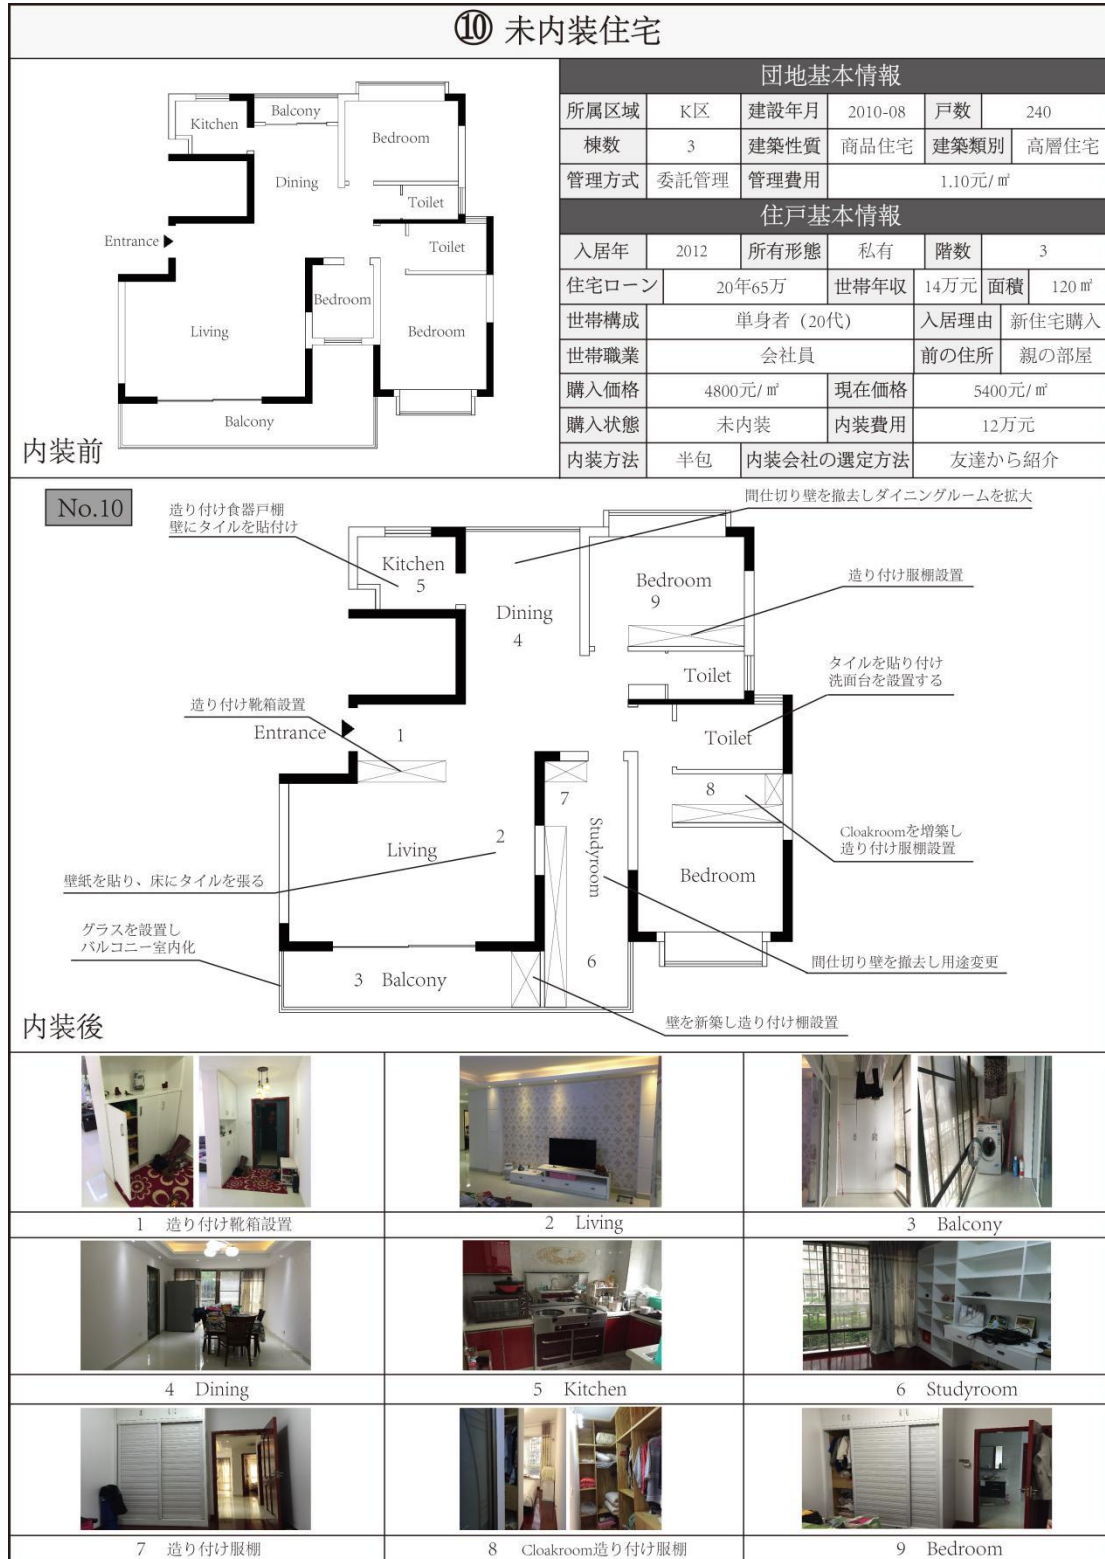 ⑩ 未内装住宅
Kitchen
Balcony
Bedroom
Dining
Toilet
Toilet
Entrance
Bedroom
Living
Bedroom
Balcony
内装前
団地基本情報
所属区域 K区 建設年月 2010-08 戸数 240
棟数 3 建築性質 商品住宅 建築類別 高層住宅
管理方式 委託管理 管理費用 1.10元/㎡
住戸基本情報
入居年 2012 所有形態 私有 階数 3
住宅ローン 20年65万 世帯年収 14万元 面積 120㎡
世帯構成 単身者（20代） 入居理由 新住宅購入
世帯職業 会社員 前の住所 親の部屋
購入価格 4800元/㎡ 現在価格 5400元/㎡
購入状態 未内装 内装費用 12万元
内装方法 半包 内装会社の選定方法 友達から紹介
No.10
造り付け食器戸棚
壁にタイルを貼付け
間仕切り壁を撤去しダイニングルームを拡大
Kitchen
5
Bedroom
9
造り付け服棚設置
Dining
4
Toilet
タイルを貼り付け
洗面台を設置する
造り付け靴箱設置
Entrance
1
Toilet
7
8
Studyroom
2
Living
Cloakroomを増築し
造り付け服棚設置
Bedroom
壁紙を貼り、床にタイルを張る
グラスを設置し
バルコニー室内化
3 Balcony
6
間仕切り壁を撤去し用途変更
壁を新築し造り付け棚設置
内装後
1 造り付け靴箱設置
2 Living
3 Balcony
4 Dining
5 Kitchen
6 Studyroom
7 造り付け服棚
8 Cloakroom造り付け服棚
9 Bedroom